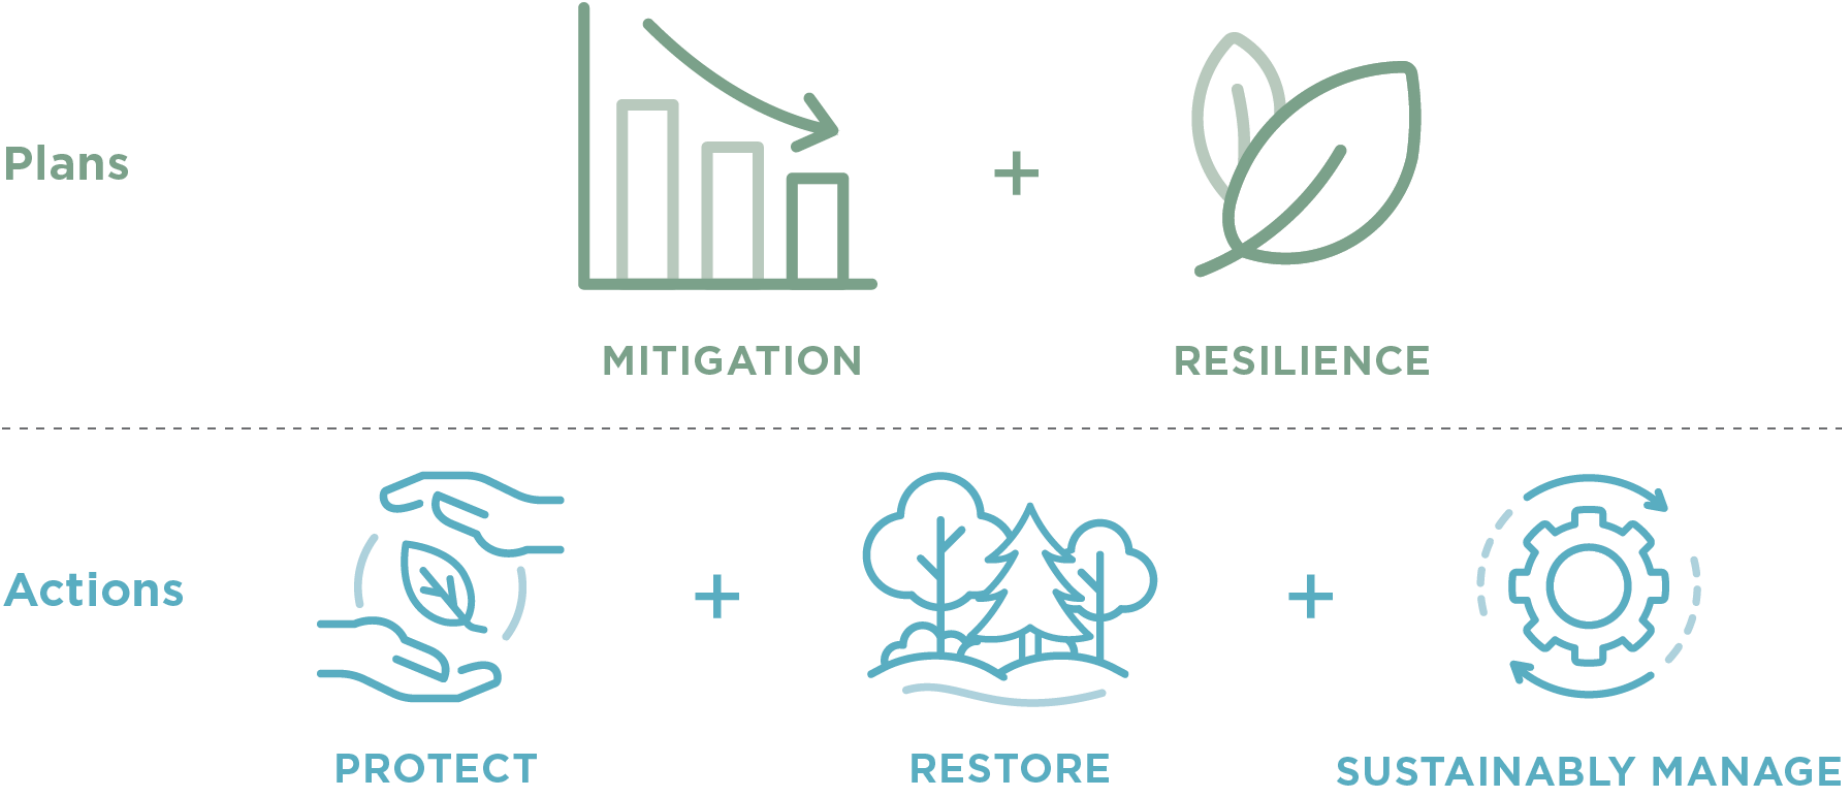 Plans
+
MITIGATION
RESILIENCE
Actions
+
+
PROTECT
RESTORE
SUSTAINABLY MANAGE